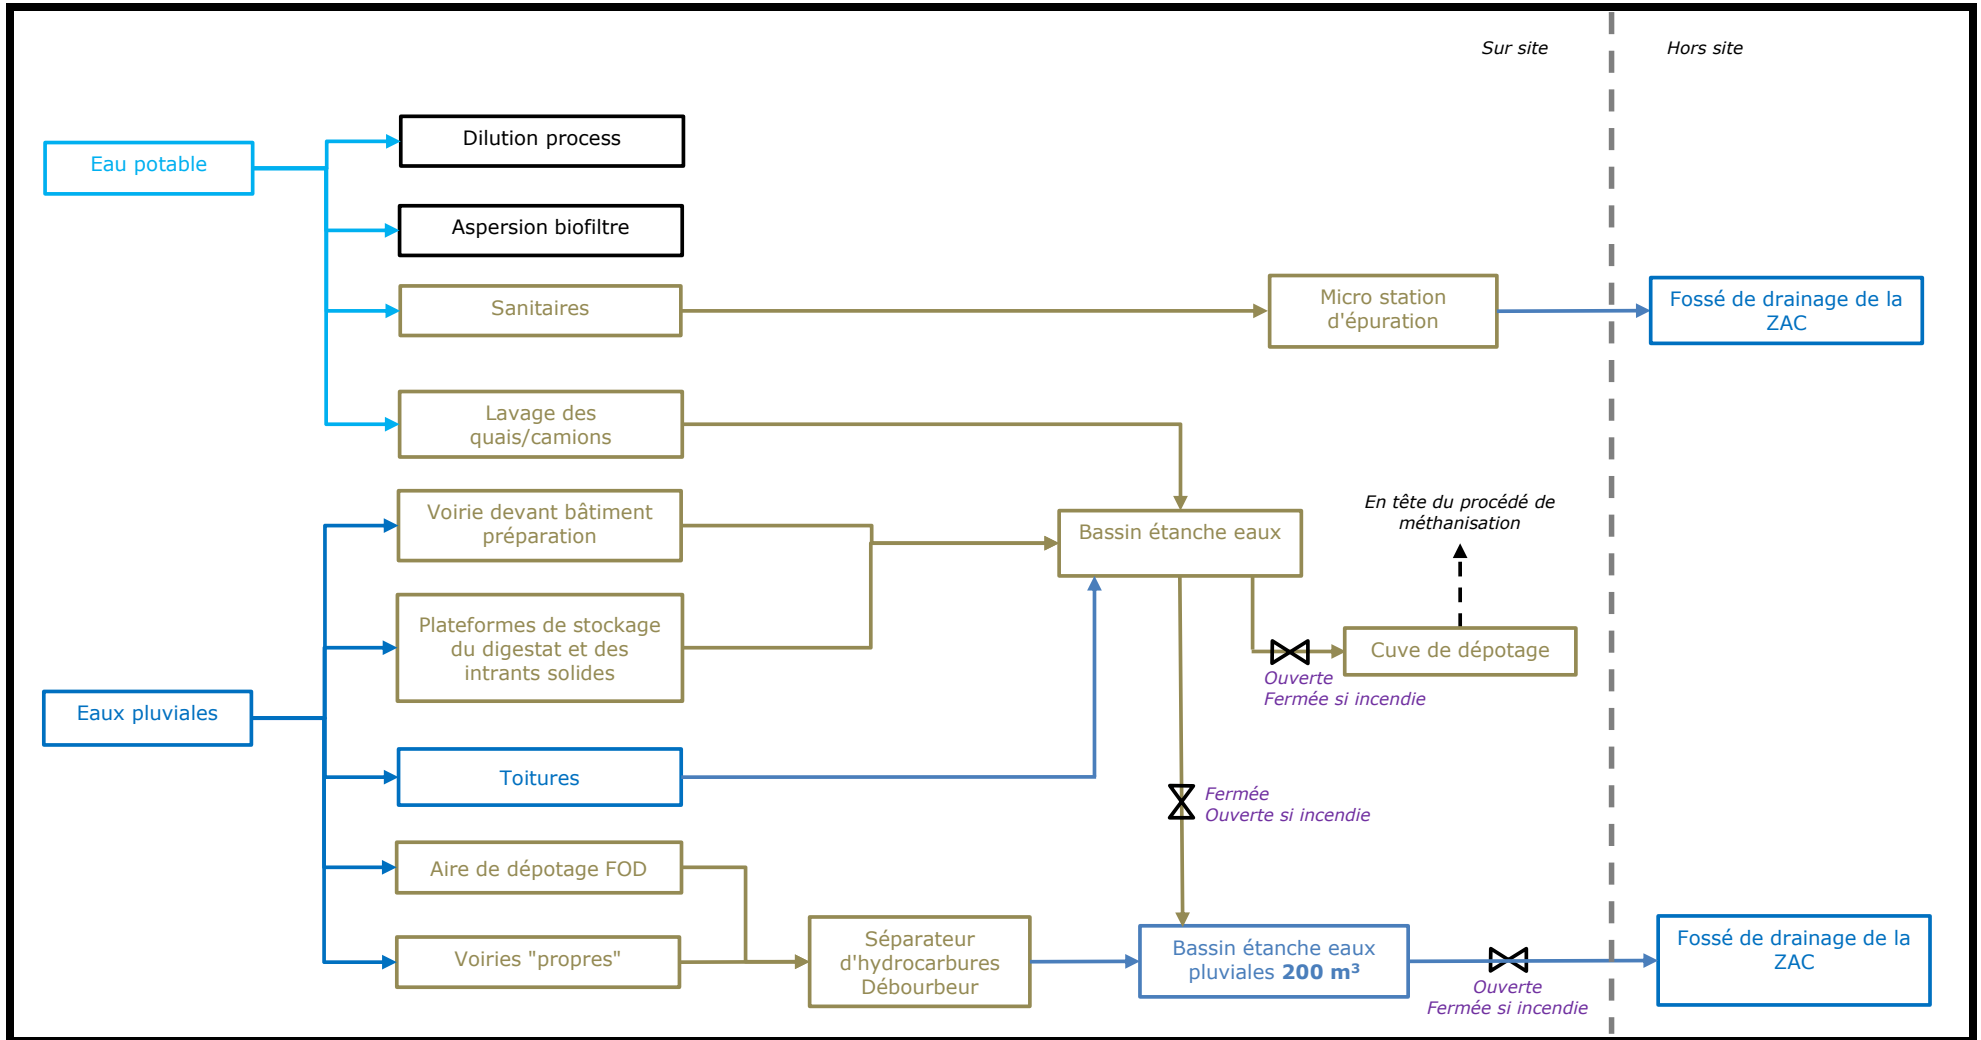 Sur site
Hors site
Dilution process
Eau potable
Aspersion biofiltre
Sanitaires
Micro station
d'épuration
Fossé de drainage de la
ZAC
Lavage des
quais/camions
Voirie devant bâtiment
préparation
Bassin étanche eaux
En tête du procédé de
méthanisation
Plateformes de stockage
du digestat et des
intrants solides
Cuve de dépotage
Ouverte
Fermée si incendie
Eaux pluviales
Toitures
Fermée
Ouverte si incendie
Aire de dépotage FOD
Voiries "propres"
Séparateur
d'hydrocarbures
Débourbeur
Bassin étanche eaux
pluviales 200 m³
Ouverte
Fermée si incendie
Fossé de drainage de la
ZAC